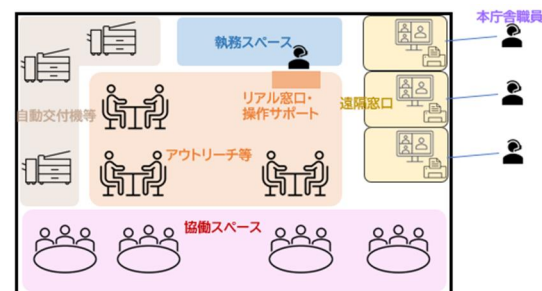 本庁舎職員
執務スペース
リアル窓口・
操作サポート
遠隔窓口
自動交付機等
アウトリーチ等
協働スペース